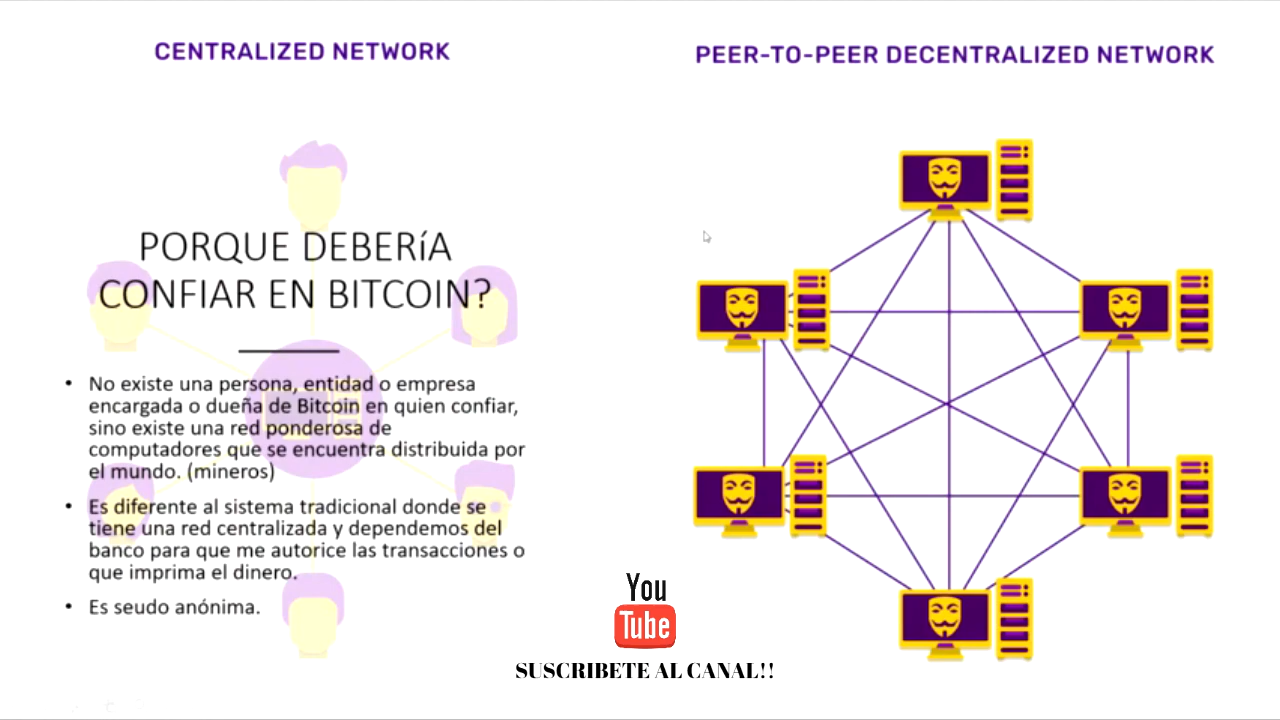 CENTRALIZED NETWORK
PEER-TO-PEER DECENTRALIZED NETWORK
PORQUE DEBERíA
CONFIAR EN BITCOIN?
• No existe una persona, entidad o empresa
encargada o dueña de Bitcoin en quien confiar,
sino existe una red ponderosa de
computadores que se encuentra distribuida por
el mundo. (mineros)
• Es diferente al sistema tradicional donde se
tiene una red centralizada y dependemos del
banco para que me autorice las transacciones o
que imprima el dinero.
• Es seudo anónima.
You
Tube
SUSCRIBETE AL CANAL!!